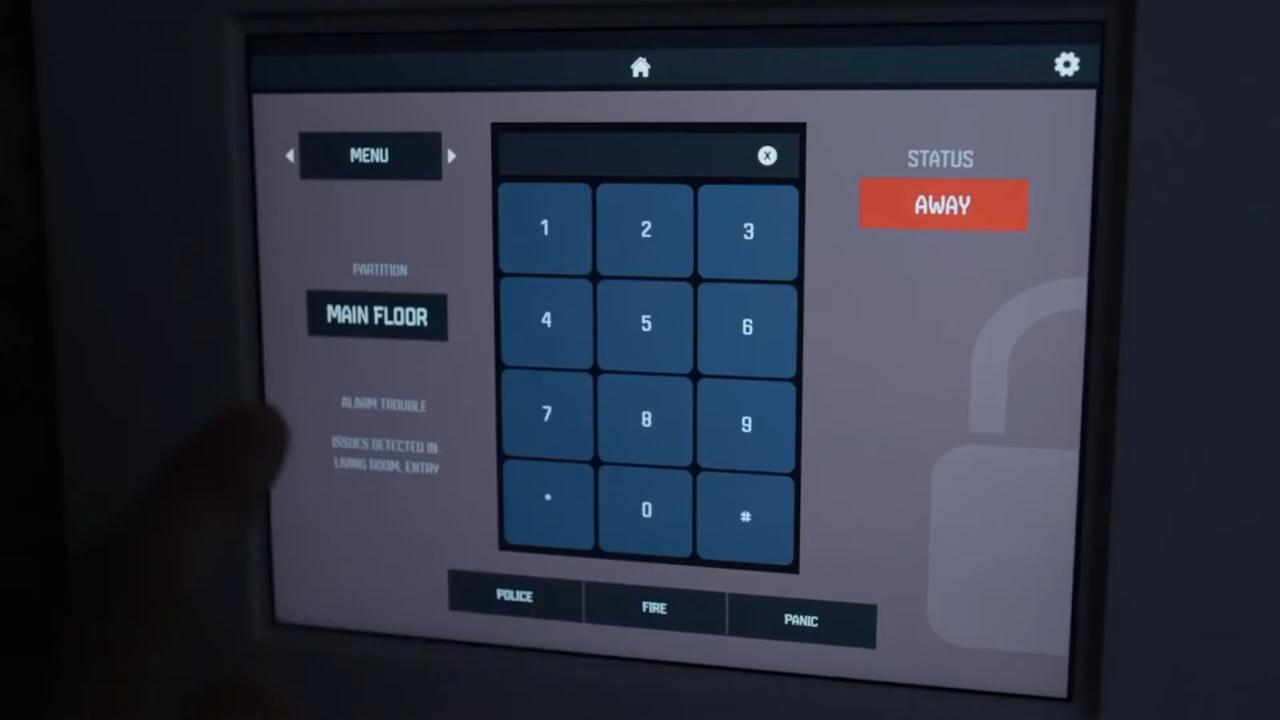 MENU
PARTITION
MAIN FLOOR
ALARM TROUBLE
ISSUES DETECTED IN
LIVING ROOM, ENTRY
X
1 2 3
4 5 6
7 8 9
* 0 #
POLICE FIRE PANIC
STATUS
AWAY